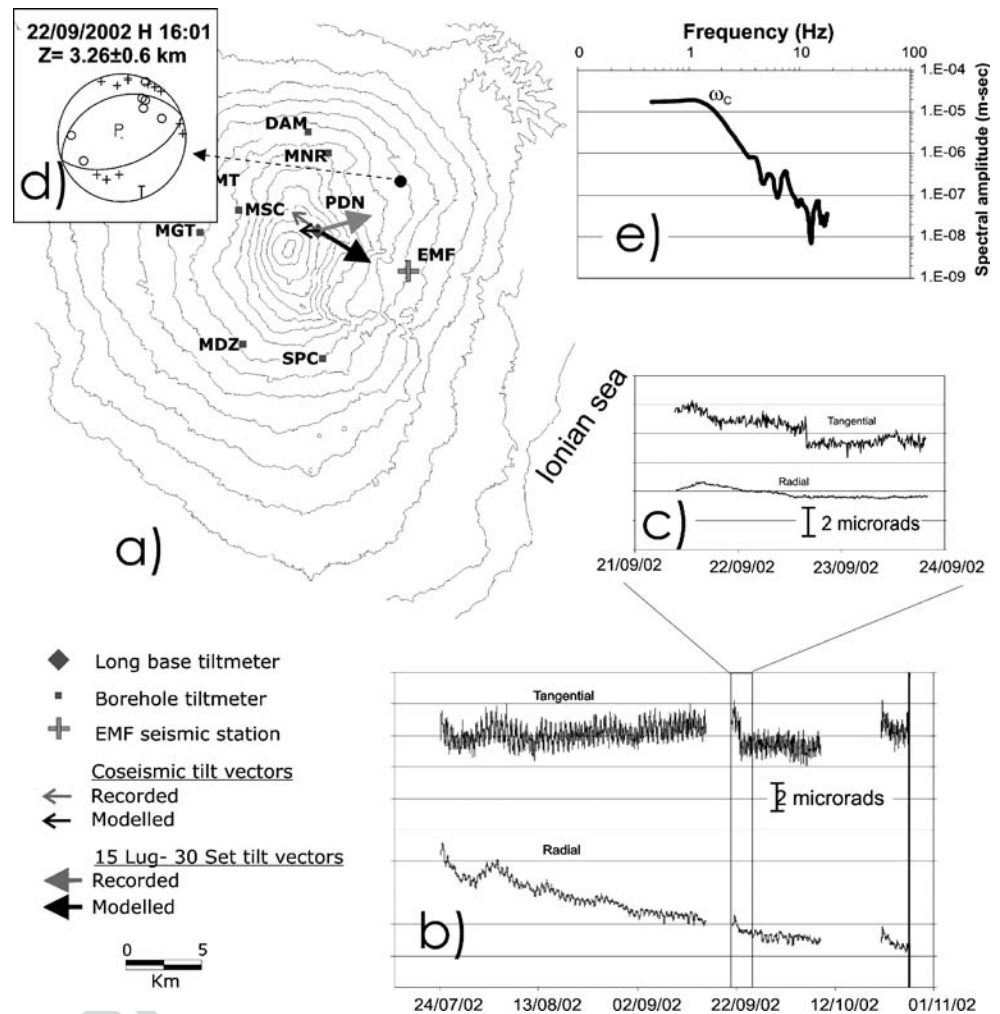 22/09/2002 H 16:01
Z= 3.26±0.6 km
P
T
d)
DAM
MNR
MT
MSC
PDN
MGT
EMF
MDZ
SPC
Ionian sea
a)
Frequency (Hz)
0 1 10 100
ωc
1.E-04
1.E-05
1.E-06
1.E-07
1.E-08
1.E-09
Spectral amplitude (m-sec)
e)
Tangential
Radial
2 microrads
c)
21/09/02 22/09/02 23/09/02 24/09/02
Long base tiltmeter
Borehole tiltmeter
EMF seismic station
Coseismic tilt vectors
Recorded
Modelled
15 Lug- 30 Set tilt vectors
Recorded
Modelled
0 5
Km
Tangential
2 microrads
Radial
b)
24/07/02 13/08/02 02/09/02 22/09/02 12/10/02 01/11/02